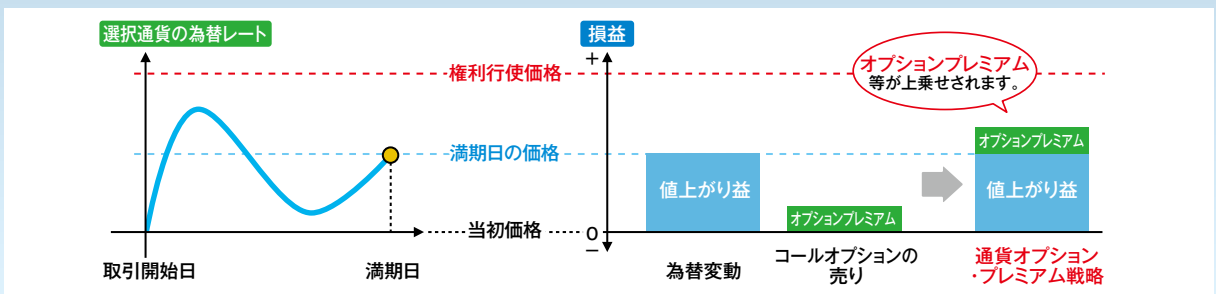 選択通貨の為替レート
損益
+
権利行使価格
オプションプレミアム
等が上乗せされます。
満期日の価格
オプションプレミアム
値上がり益
値上がり益
オプションプレミアム
当初価格
0
−
取引開始日
満期日
為替変動
コールオプションの
売り
通貨オプション
・プレミアム戦略